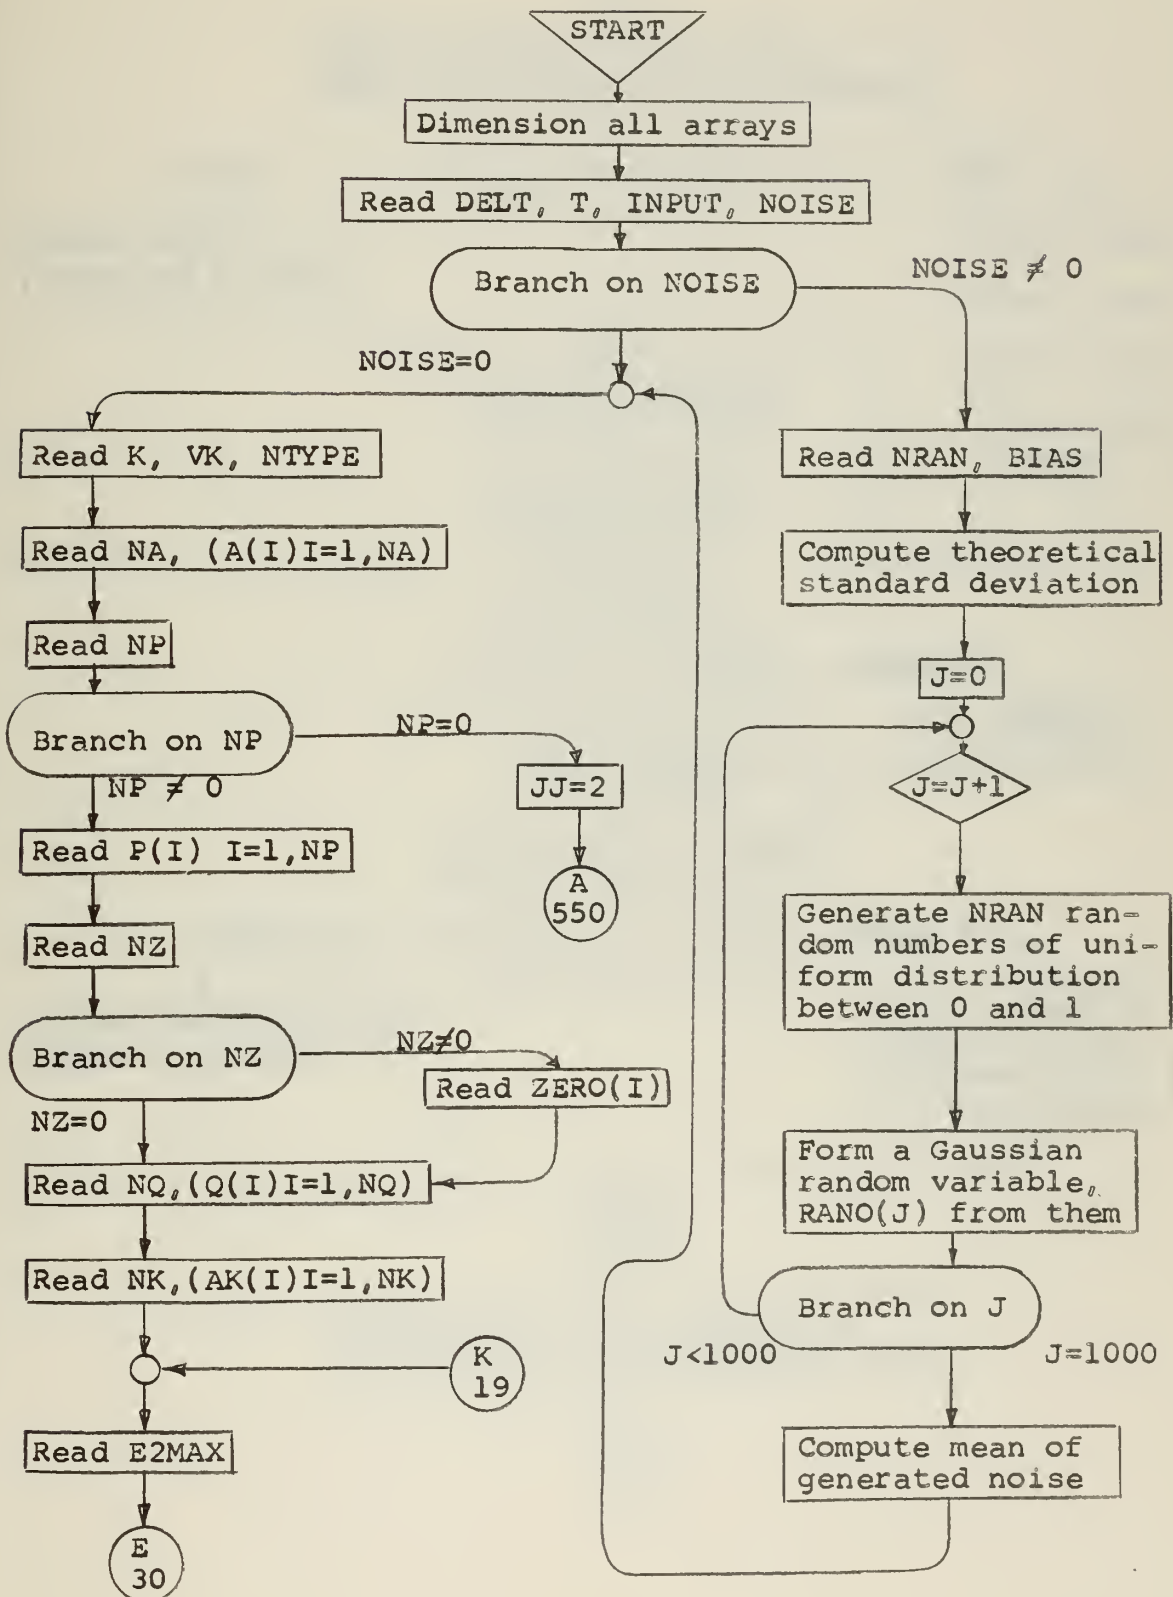 START
Dimension all arrays
Read DELT, T, INPUT, NOISE
Branch on NOISE
NOISE ≠ 0
NOISE=0
Read K, VK, NTYPE
Read NA, (A(I)I=1,NA)
Read NP
Branch on NP
NP=0
NP ≠ 0
JJ=2
A
550
Read P(I) I=1,NP
Read NZ
Branch on NZ
NZ≠0
Read ZERO(I)
NZ=0
Read NQ,(Q(I)I=1,NQ)
Read NK,(AK(I)I=1,NK)
K
19
Read E2MAX
E
30
Read NRAN, BIAS
Compute theoretical
standard deviation
J=0
J=J+1
Generate NRAN ran-
dom numbers of uni-
form distribution
between 0 and 1
Form a Gaussian
random variable,
RANO(J) from them
Branch on J
J<1000
J=1000
Compute mean of
generated noise